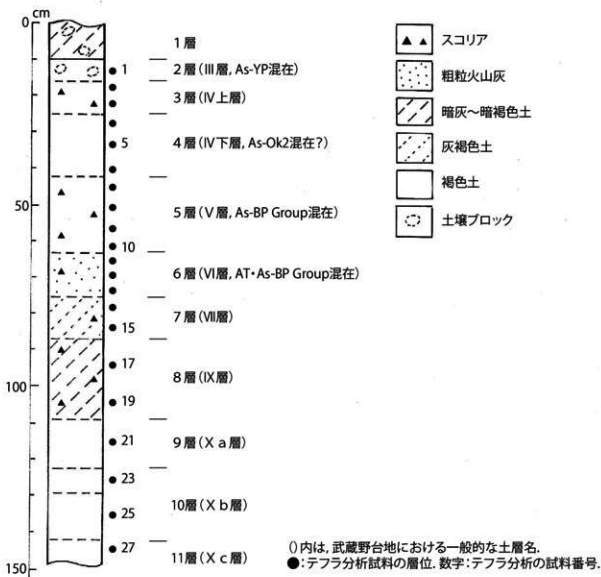 cm
0
1層
1
2層(III層, As-YP混在)
3層(IV上層)
5
4層(IV下層, As-Ok2混在?)
50
5層(V層, As-BP Group混在)
10
6層(VI層, AT・As-BP Group混在)
7層(VII層)
15
17
8層(IX層)
100
19
21
9層(X a層)
23
10層(X b層)
25
27
11層(X c層)
150
スコリア
粗粒火山灰
暗灰～暗褐色土
灰褐色土
褐色土
土壌ブロック
()内は, 武蔵野台地における一般的な土層名.
●:テフラ分析試料の層位. 数字:テフラ分析の試料番号.